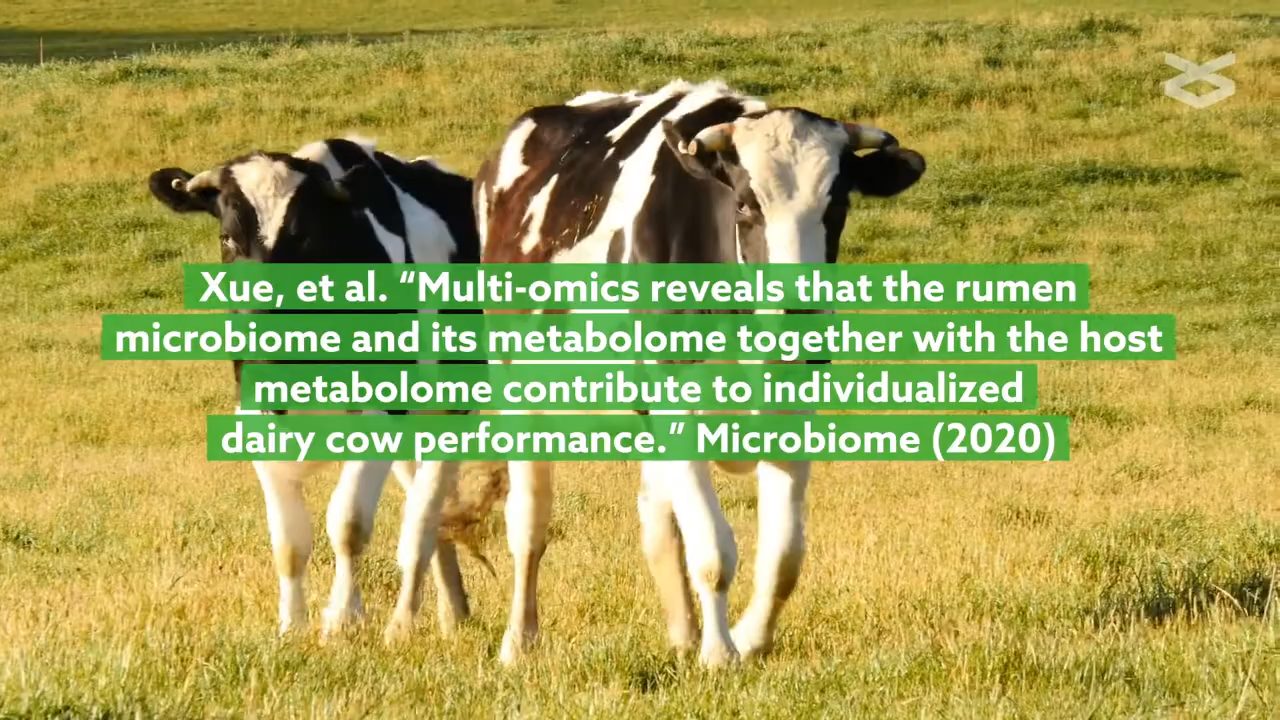 Xue, et al. “Multi-omics reveals that the rumen
microbiome and its metabolome together with the host
metabolome contribute to individualized
dairy cow performance.” Microbiome (2020)